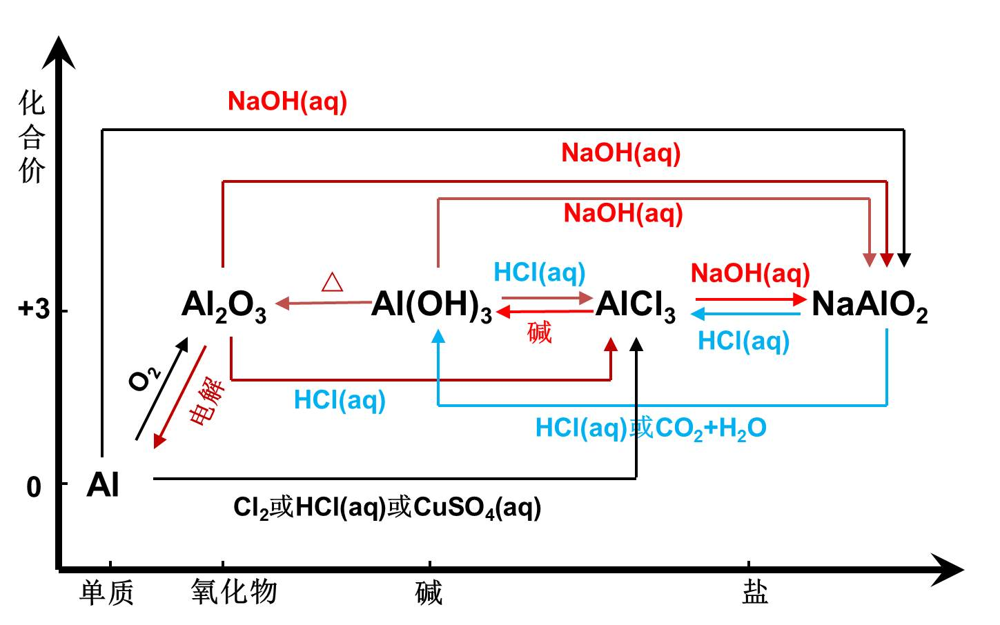 化合价
NaOH(aq)
NaOH(aq)
NaOH(aq)
△
HCl(aq)
NaOH(aq)
+3
Al₂O₃
Al(OH)₃
AlCl₃
NaAlO₂
碱
HCl(aq)
O₂
电解
HCl(aq)
HCl(aq)或CO₂+H₂O
0
Al
Cl₂或HCl(aq)或CuSO₄(aq)
单质
氧化物
碱
盐